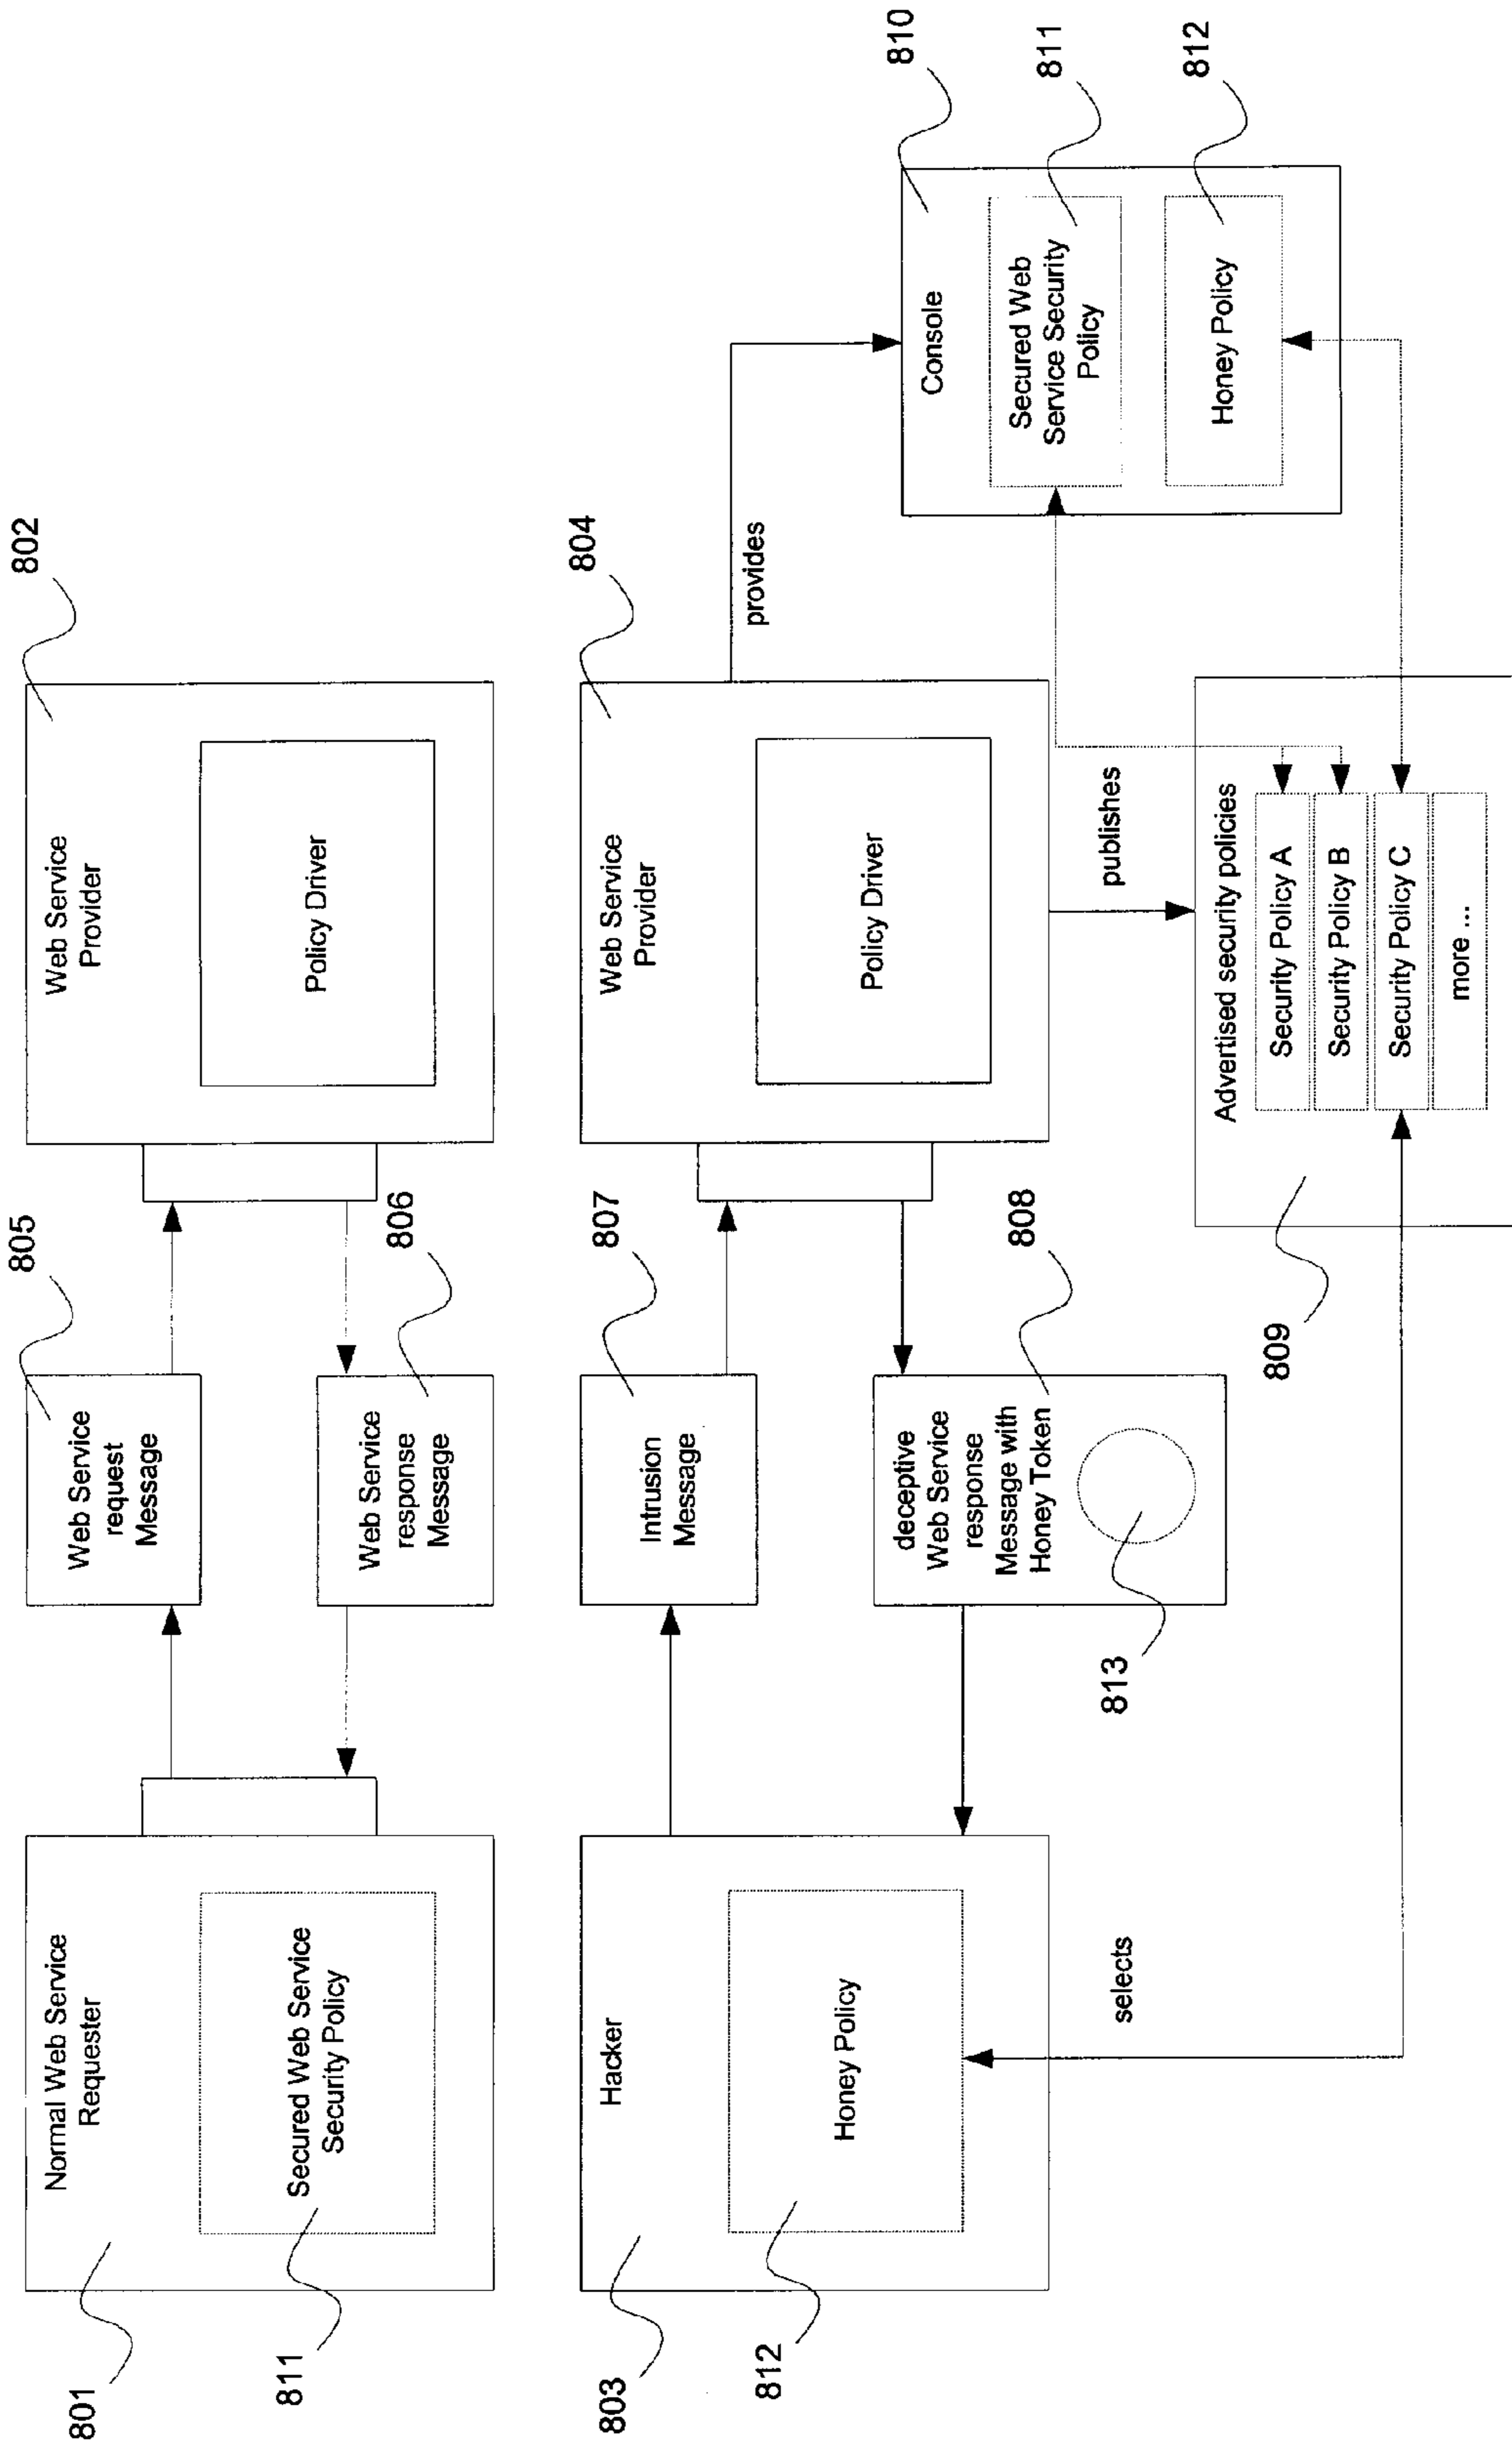 801
Normal Web Service
Requester
Secured Web Service
Security Policy
811
805
Web Service
request
Message
Web Service
response
Message
806
802
Web Service
Provider
Policy Driver
803
Hacker
Honey Policy
812
Intrusion
Message
807
deceptive
Web Service
response
Message with
Honey Token
808
813
804
Web Service
Provider
Policy Driver
provides
publishes
selects
810
Console
Secured Web
Service Security
Policy
811
Honey Policy
812
809
Advertised security policies
Security Policy A
Security Policy B
Security Policy C
more ...